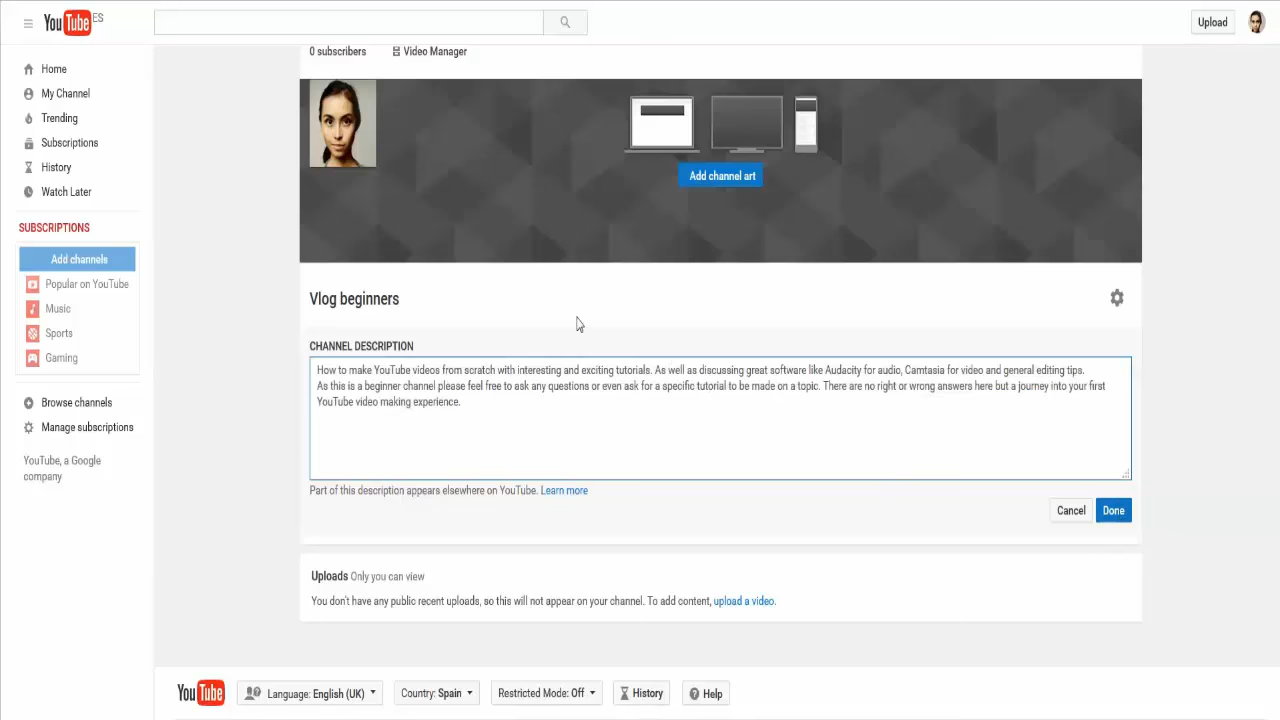 YouTube ES
Upload
Home
My Channel
Trending
Subscriptions
History
Watch Later
SUBSCRIPTIONS
Add channels
Popular on YouTube
Music
Sports
Gaming
Browse channels
Manage subscriptions
YouTube, a Google
company
0 subscribers Video Manager
Add channel art
Vlog beginners
CHANNEL DESCRIPTION
How to make YouTube videos from scratch with interesting and exciting tutorials. As well as discussing great software like Audacity for audio, Camtasia for video and general editing tips.
As this is a beginner channel please feel free to ask any questions or even ask for a specific tutorial to be made on a topic. There are no right or wrong answers here but a journey into your first
YouTube video making experience.
Part of this description appears elsewhere on YouTube. Learn more
Cancel Done
Uploads Only you can view
You don't have any public recent uploads, so this will not appear on your channel. To add content, upload a video.
YouTube Language: English (UK) Country: Spain Restricted Mode: Off History Help